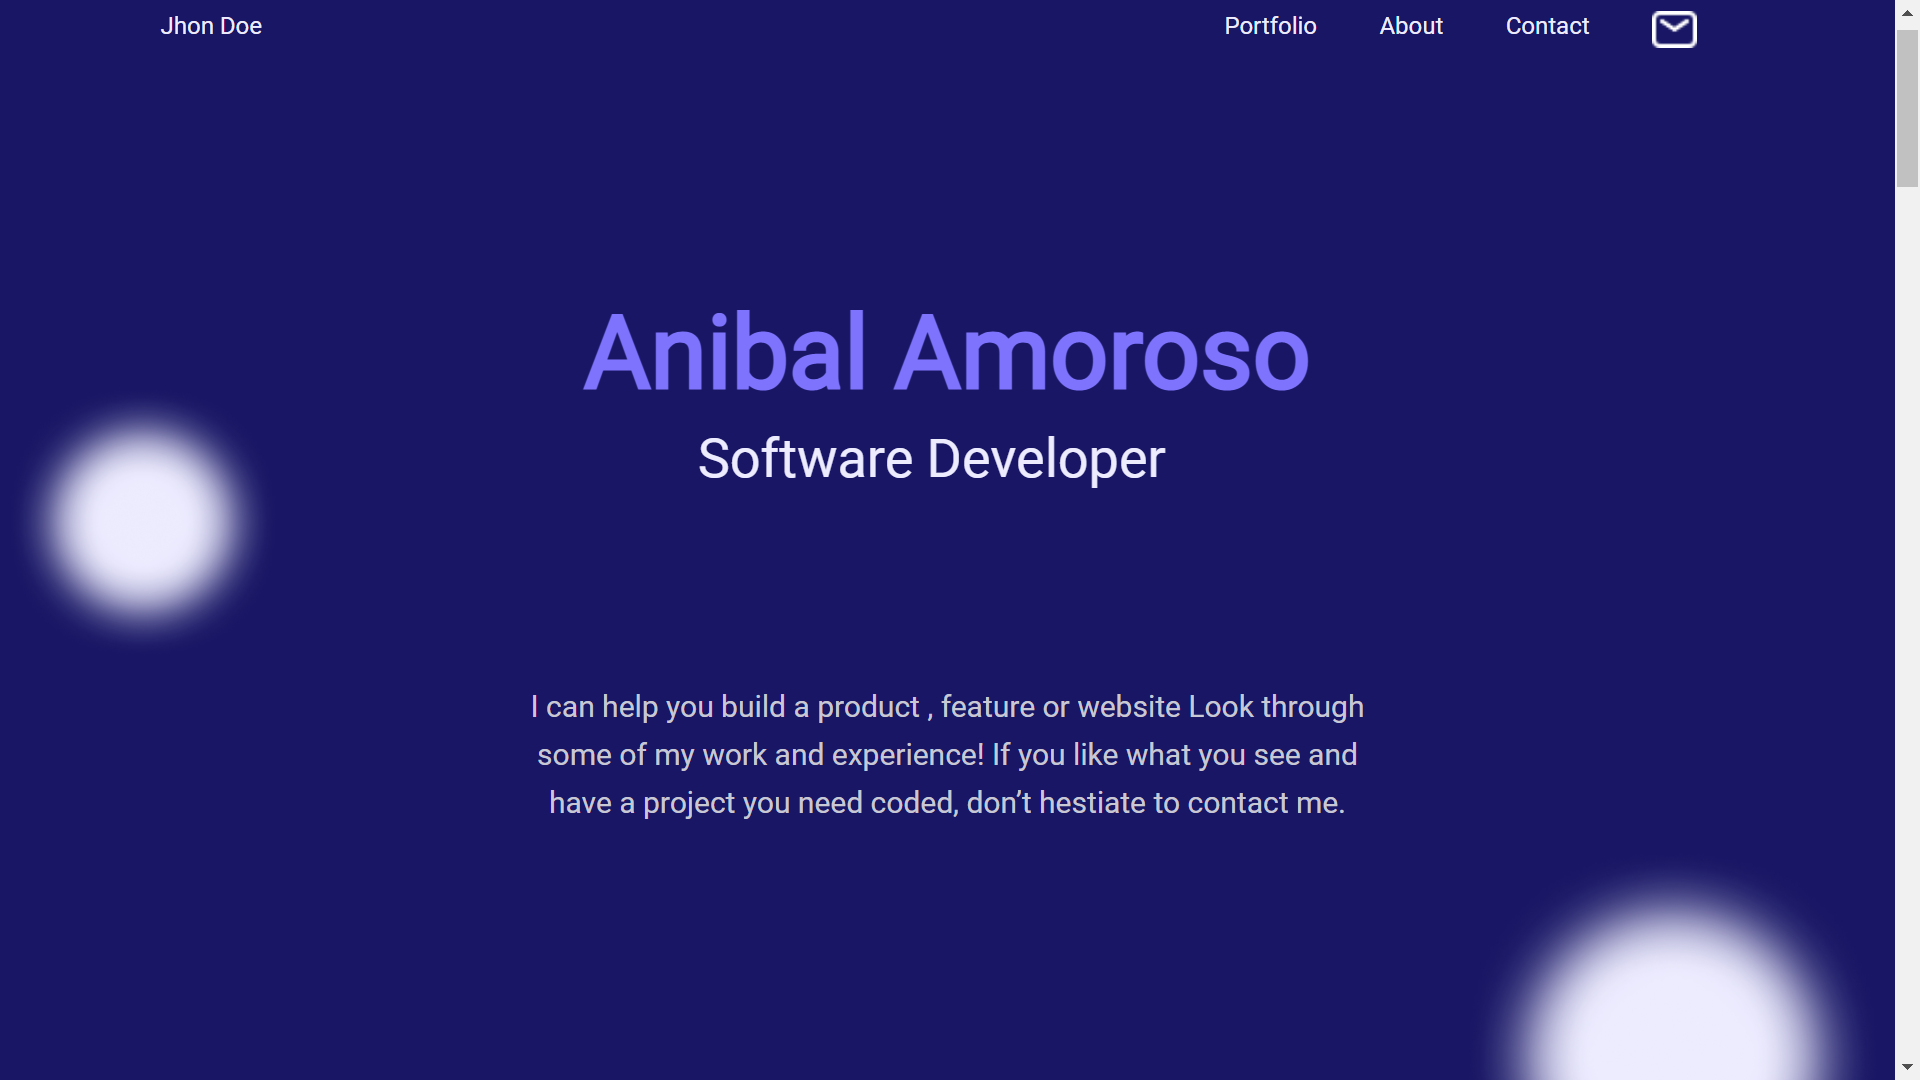 Jhon Doe
Portfolio About Contact
Anibal Amoroso
Software Developer
I can help you build a product , feature or website Look through
some of my work and experience! If you like what you see and
have a project you need coded, don’t hestiate to contact me.